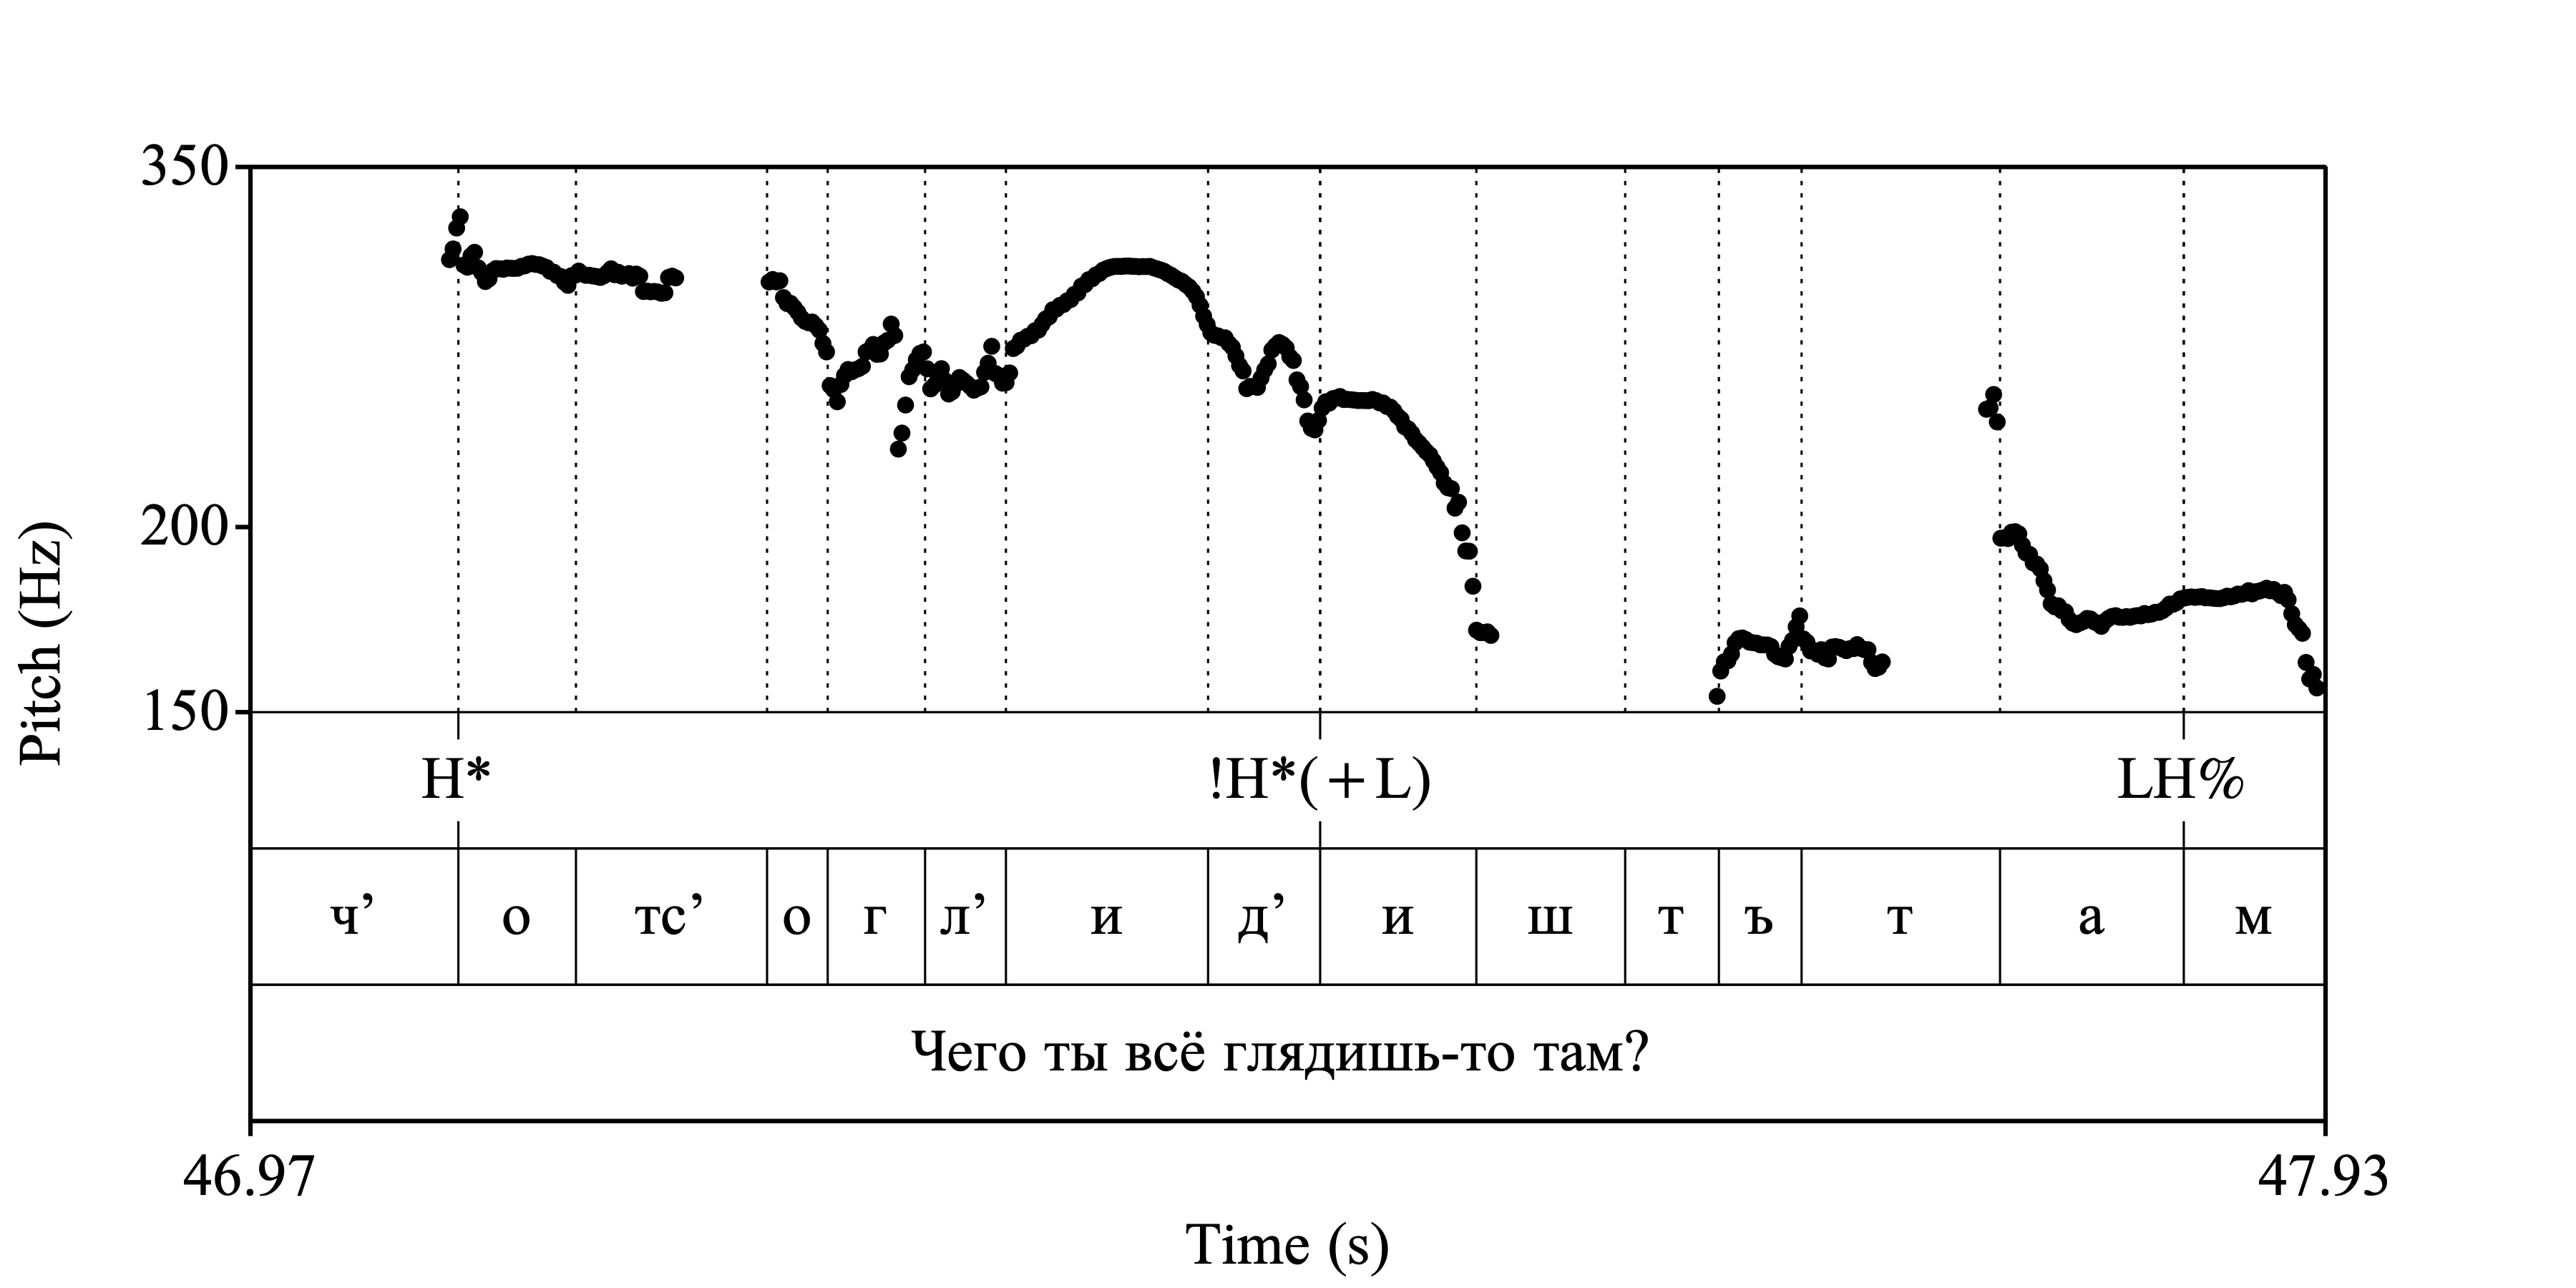 350
200
150
Pitch (Hz)
H* !H*(+L) LH%
ч’ о тс’ о г л’ и д’ и ш т ъ т а м
Чего ты всё глядишь-то там?
46.97 47.93
Time (s)